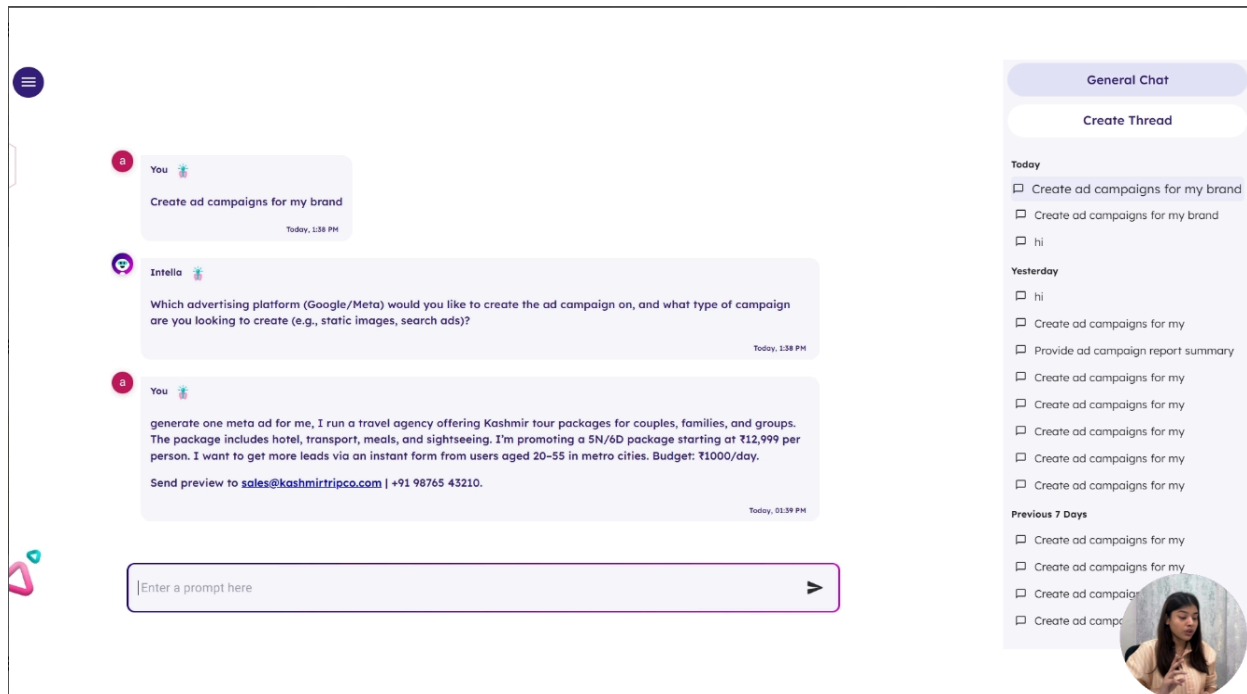 General Chat
Create Thread
a
You
Create ad campaigns for my brand
Today, 1:38 PM
Intella
Which advertising platform (Google/Meta) would you like to create the ad campaign on, and what type of campaign
are you looking to create (e.g., static images, search ads)?
Today, 1:38 PM
a
You
generate one meta ad for me, I run a travel agency offering Kashmir tour packages for couples, families, and groups.
The package includes hotel, transport, meals, and sightseeing. I'm promoting a 5N/6D package starting at ₹12,999 per
person. I want to get more leads via an instant form from users aged 20–55 in metro cities. Budget: ₹1000/day.
Send preview to sales@kashmirtripco.com | +91 98765 43210.
Today, 01:39 PM
Enter a prompt here
Today
Create ad campaigns for my brand
Create ad campaigns for my brand
hi
Yesterday
hi
Create ad campaigns for my
Provide ad campaign report summary
Create ad campaigns for my
Create ad campaigns for my
Create ad campaigns for my
Create ad campaigns for my
Create ad campaigns for my
Previous 7 Days
Create ad campaigns for my
Create ad campaigns for my
Create ad
Create ad